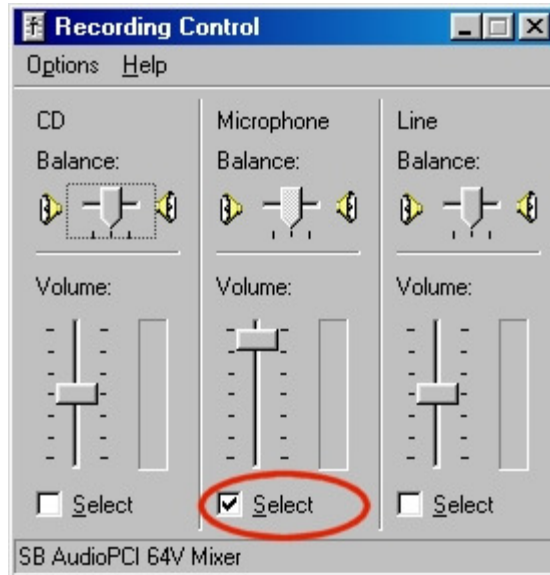 Recording Control
Options Help
CD Microphone Line
Balance: Balance: Balance:
Volume: Volume: Volume:
Select Select Select
SB AudioPCI 64V Mixer